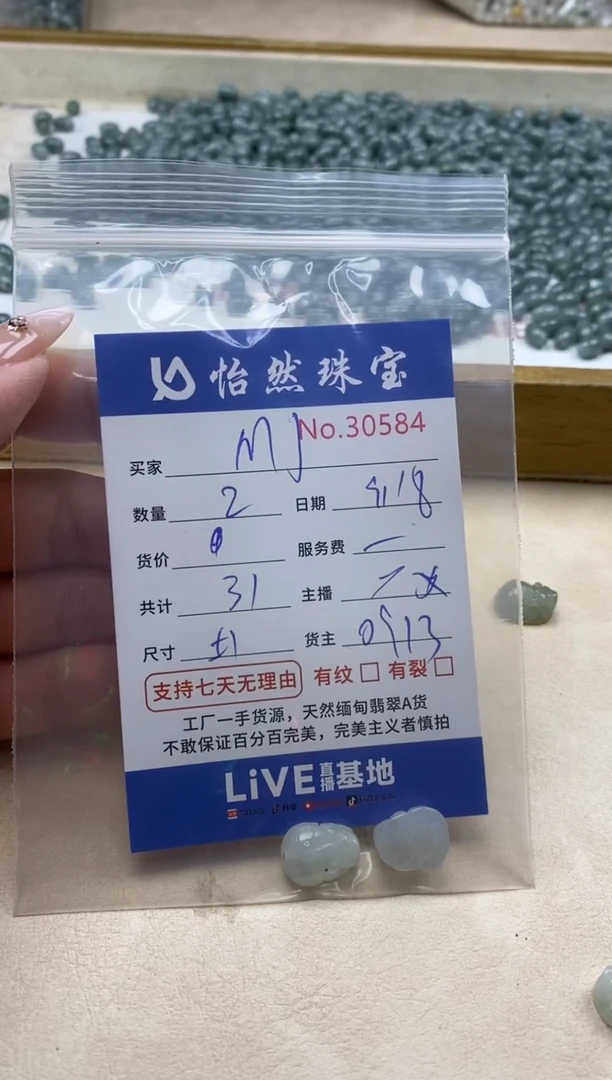 怡然珠宝
No.30584
买家 MJ
数量 2 日期 9/18
货价 服务费 一
共计 31 主播
尺寸 货主 0913
支持七天无理由 有纹 有裂
工厂一手货源，天然缅甸翡翠A货
不敢保证百分百完美，完美主义者慎拍
LiVE 直播 基地